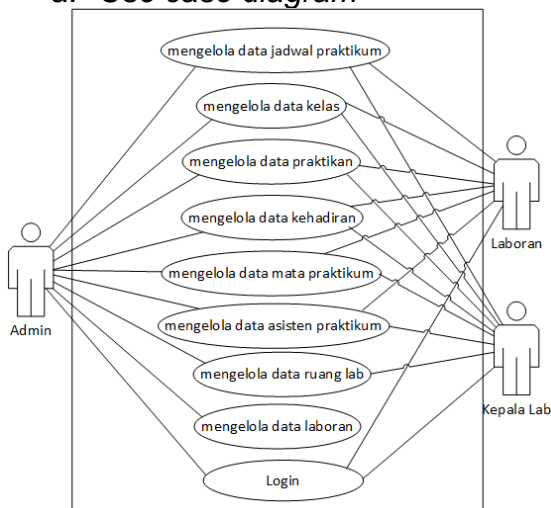 a. Use case diagram
mengelola data jadwal praktikum
mengelola data kelas
mengelola data praktikan
mengelola data kehadiran
mengelola data mata praktikum
mengelola data asisten praktikum
mengelola data ruang lab
mengelola data laboran
Login
Admin
Laboran
Kepala Lab